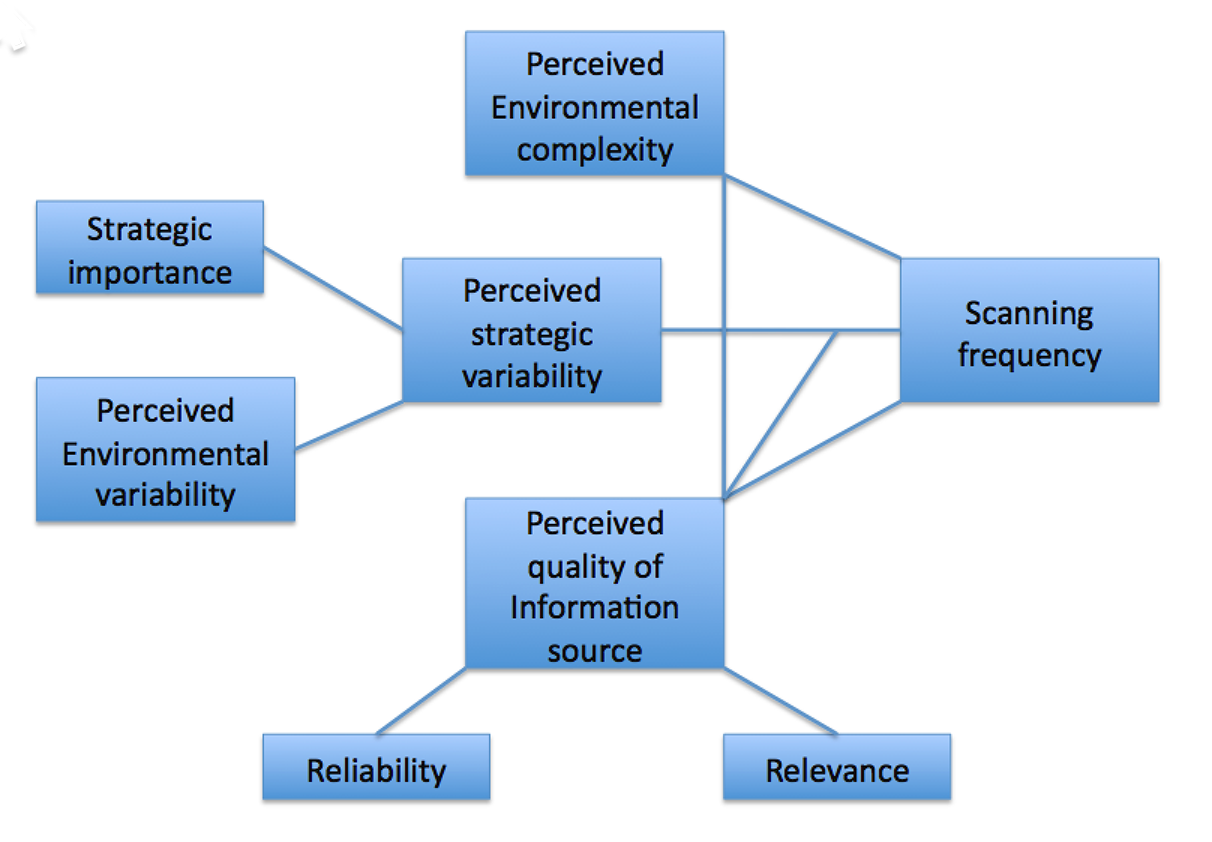 Perceived
Environmental
complexity
Strategic
importance
Perceived
strategic
variability
Scanning
frequency
Perceived
Environmental
variability
Perceived
quality of
Information
source
Reliability
Relevance